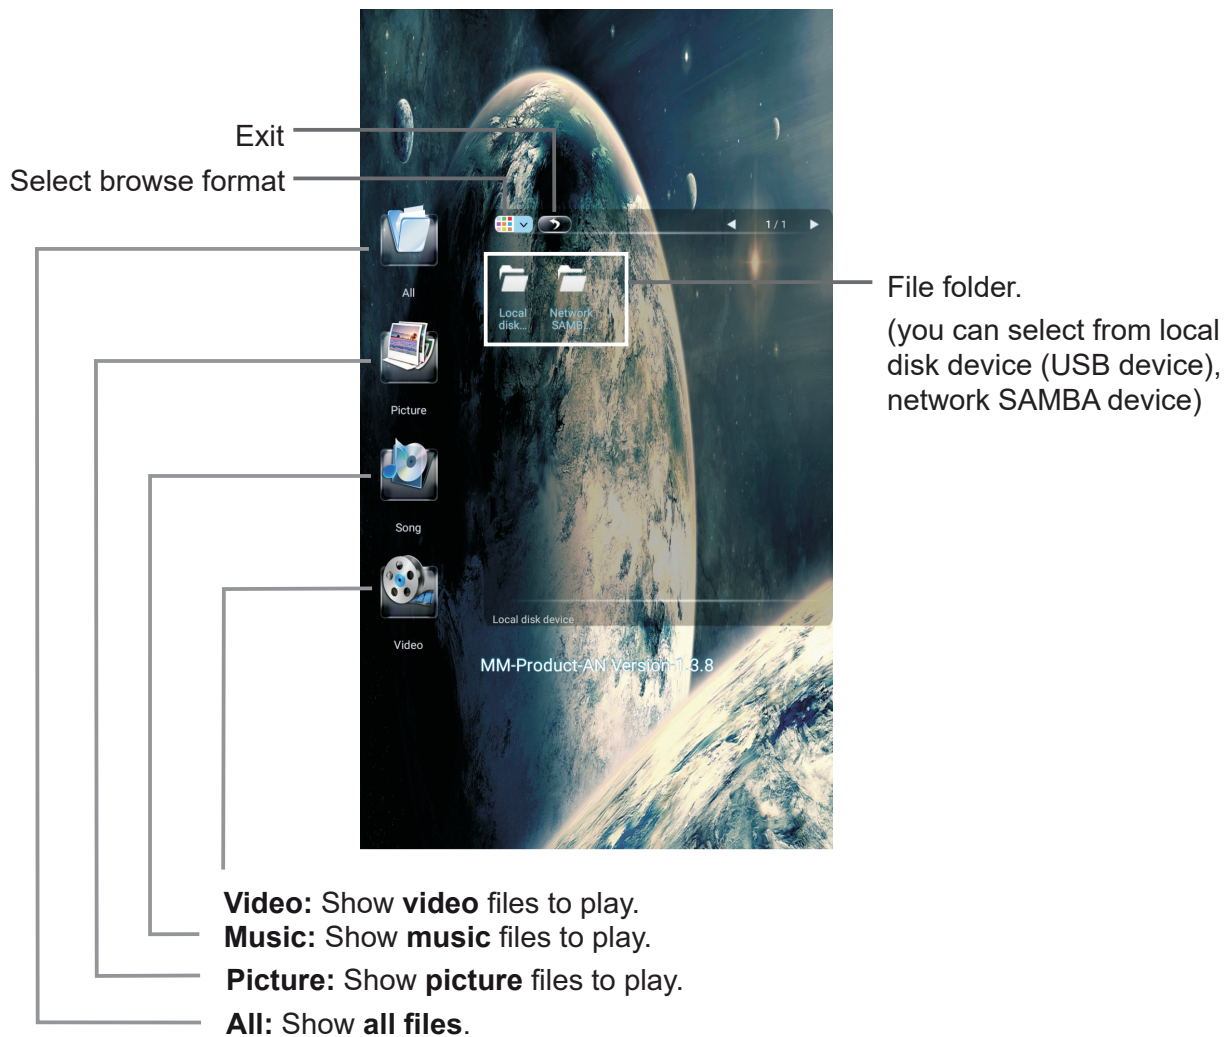 Exit
Select browse format
1 / 1
All
Local
disk...
Network
SAMB...
File folder.
(you can select from local
disk device (USB device),
network SAMBA device)
Picture
Song
Video
Local disk device
MM-Product-AN Version-1.3.8
Video: Show video files to play.
Music: Show music files to play.
Picture: Show picture files to play.
All: Show all files.